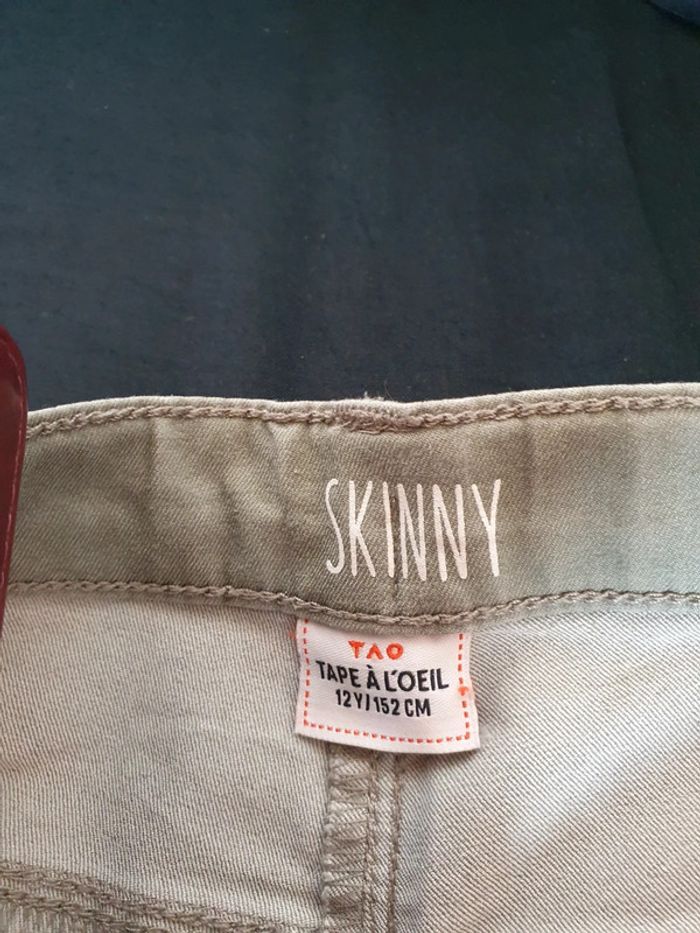 SKINNY
TAO
TAPE À L'OEIL
12Y/152 CM